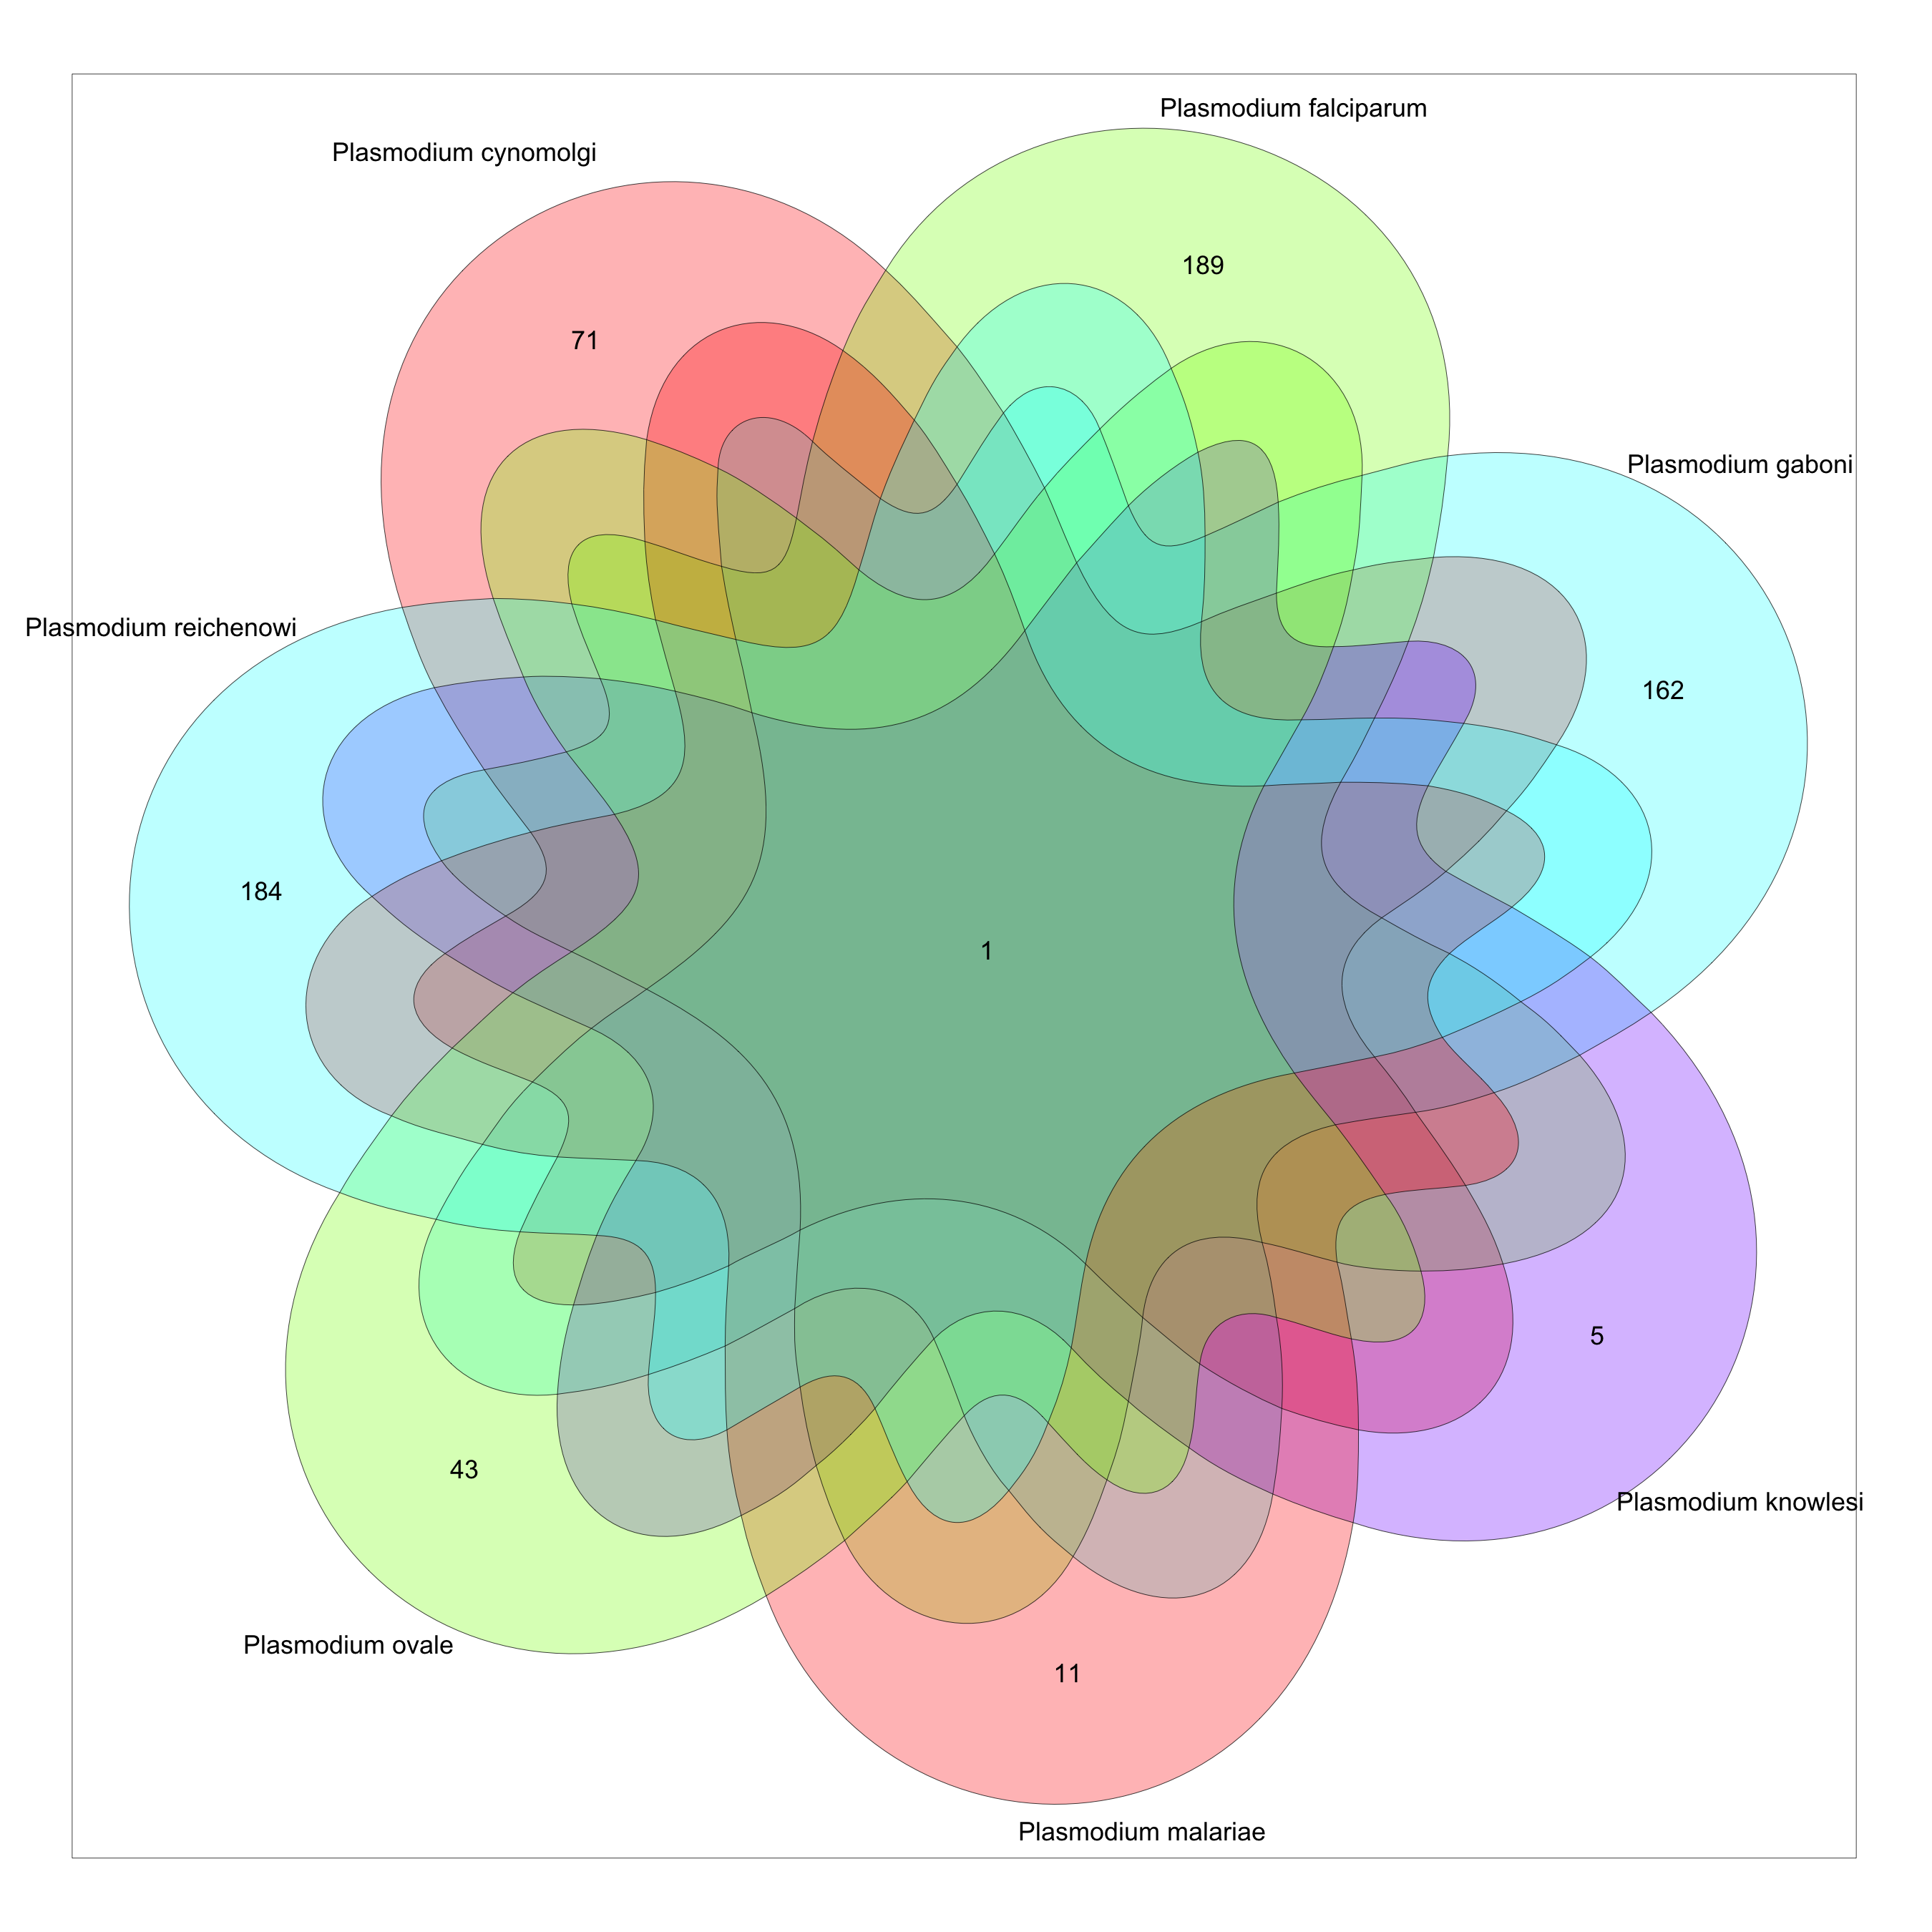 Plasmodium falciparum
Plasmodium cynomolgi
189
71
Plasmodium gaboni
Plasmodium reichenowi
162
184
1
5
43
Plasmodium knowlesi
Plasmodium ovale
11
Plasmodium malariae